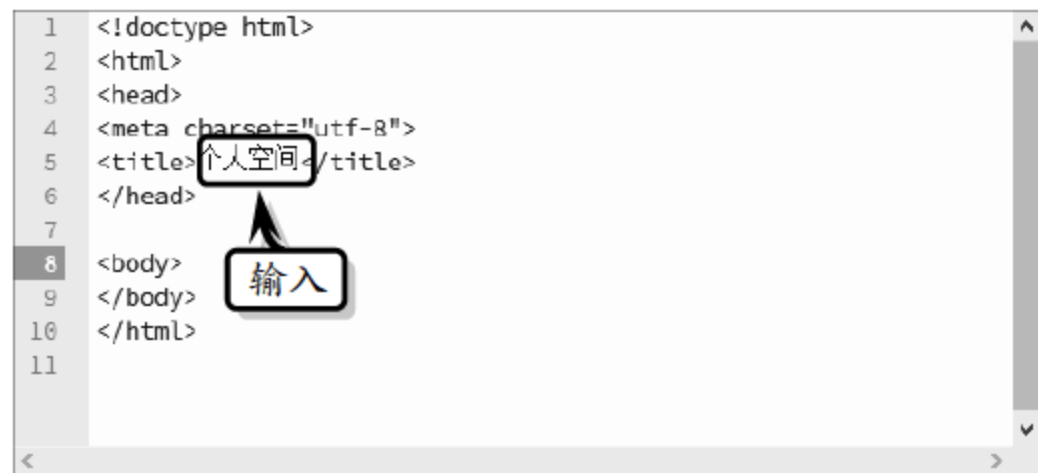 1 <!doctype html>
2 <html>
3 <head>
4 <meta charset="utf-8">
5 <title>个人空间</title>
6 </head>
7
8 <body>
输入
9 </body>
10 </html>
11